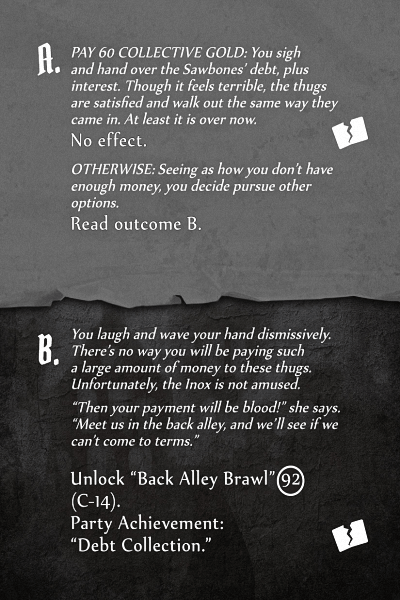 A. PAY 60 COLLECTIVE GOLD: You sigh
and hand over the Sawbones' debt, plus
interest. Though it feels terrible, the thugs
are satisfied and walk out the same way they
came in. At least it is over now.
No effect.
OTHERWISE: Seeing as how you don't have
enough money, you decide pursue other
options.
Read outcome B.
B. You laugh and wave your hand dismissively.
There's no way you will be paying such
a large amount of money to these thugs.
Unfortunately, the Inox is not amused.
"Then your payment will be blood!" she says.
"Meet us in the back alley, and we'll see if we
can't come to terms."
Unlock "Back Alley Brawl" 92
(C-14).
Party Achievement:
"Debt Collection."